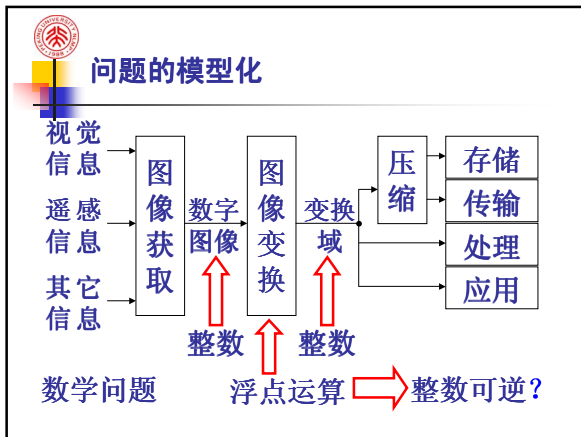 PEKING UNIVERSITY
1898
问题的模型化
视觉
信息
遥感
信息
其它
信息
图像获取
数字
图像
图像变换
变换
域
压缩
存储
传输
处理
应用
整数
整数
数学问题
浮点运算
整数可逆?